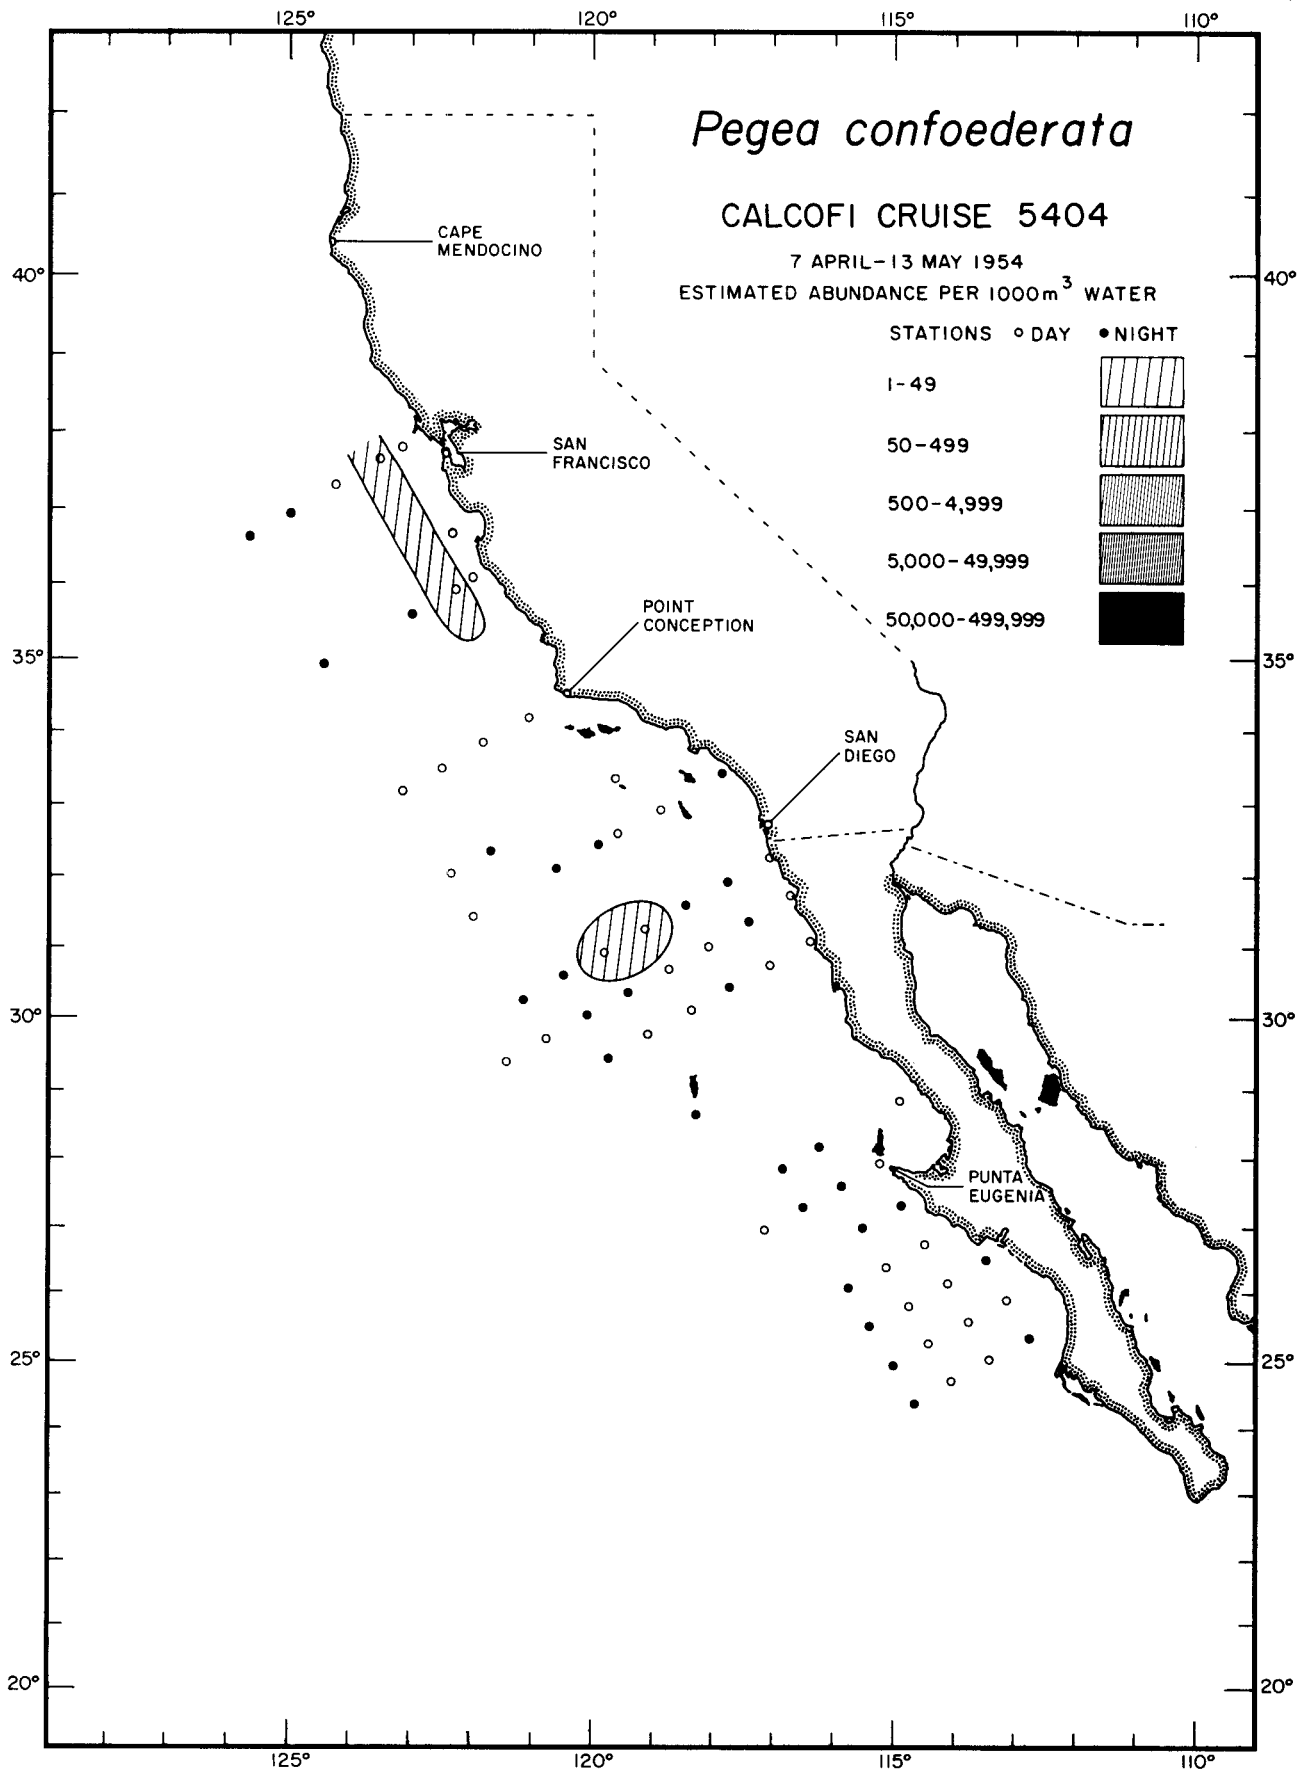 125° 120° 115° 110°
Pegea confoederata
CALCOFI CRUISE 5404
7 APRIL-13 MAY 1954
ESTIMATED ABUNDANCE PER 1000m³ WATER
STATIONS ○ DAY ● NIGHT
1-49
50-499
500-4,999
5,000-49,999
50,000-499,999
CAPE
MENDOCINO
40° 40°
SAN
FRANCISCO
POINT
CONCEPTION
35° 35°
SAN
DIEGO
30° 30°
PUNTA
EUGENIA
25° 25°
20° 20°
125° 120° 115° 110°